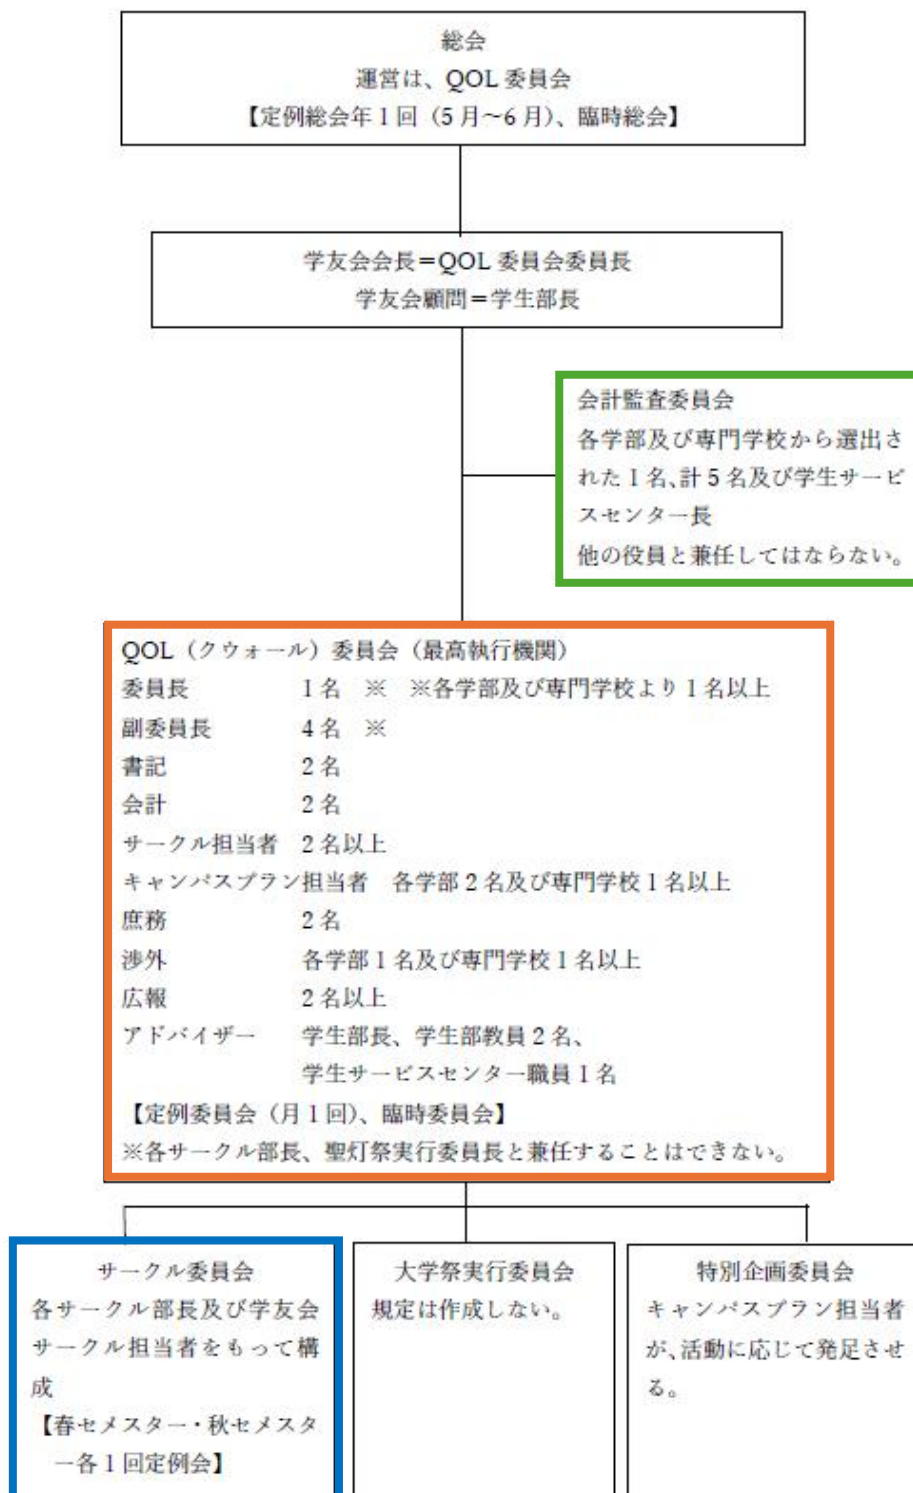 総会
運営は、QOL 委員会
【定例総会年 1 回（5 月～6 月）、臨時総会】
学友会会長＝QOL 委員会委員長
学友会顧問＝学生部長
会計監査委員会
各学部及び専門学校から選出さ
れた 1 名、計 5 名及び学生サービ
スセンター長
他の役員と兼任してはならない。
QOL（クウォール）委員会（最高執行機関）
委員長 1 名 ※ ※各学部及び専門学校より 1 名以上
副委員長 4 名 ※
書記 2 名
会計 2 名
サークル担当者 2 名以上
キャンパスプラン担当者 各学部 2 名及び専門学校 1 名以上
庶務 2 名
渉外 各学部 1 名及び専門学校 1 名以上
広報 2 名以上
アドバイザー 学生部長、学生部教員 2 名、
学生サービスセンター職員 1 名
【定例委員会（月 1 回）、臨時委員会】
※各サークル部長、聖灯祭実行委員長と兼任することはできない。
サークル委員会
各サークル部長及び学友会
サークル担当者をもって構
成
【春セメスター・秋セメスタ
ー各 1 回定例会】
大学祭実行委員会
規定は作成しない。
特別企画委員会
キャンパスプラン担当者
が、活動に応じて発足させ
る。